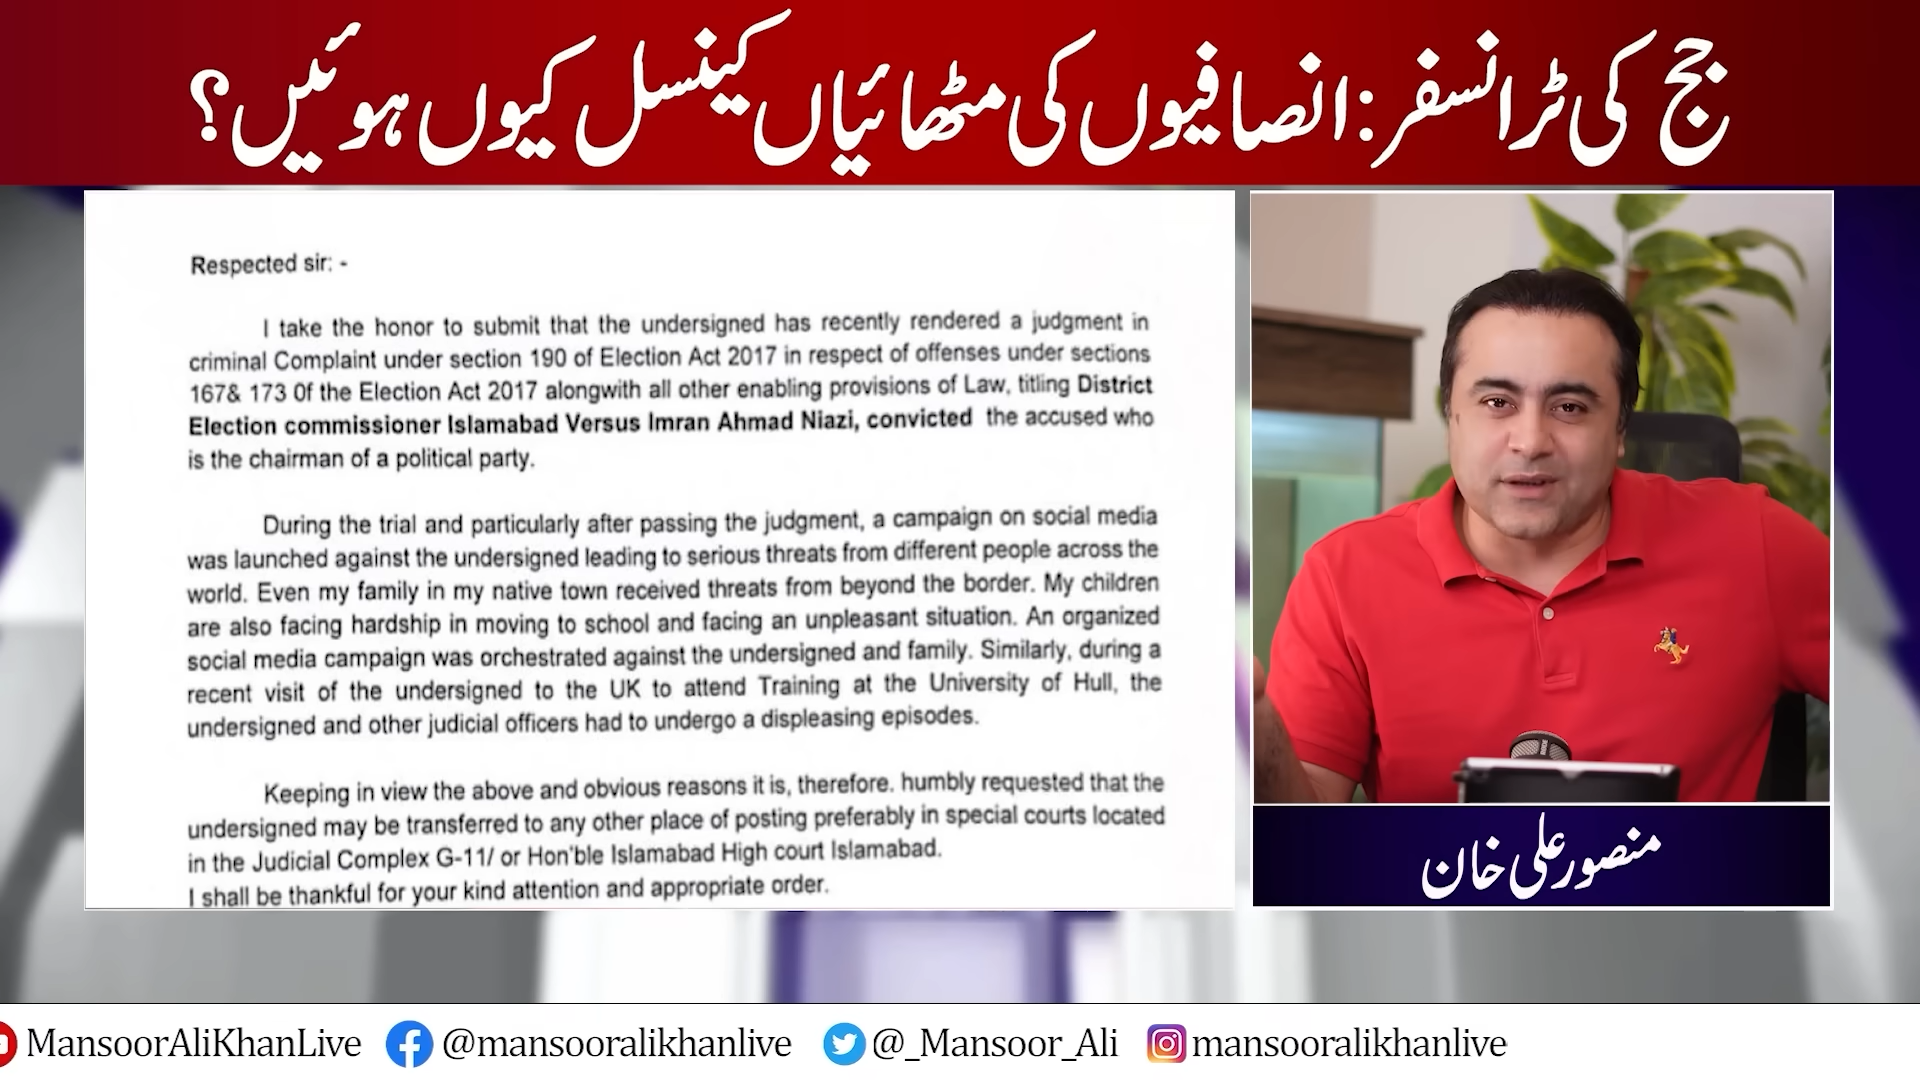 جج کی ٹرانسفر: انصافیوں کی مٹھائیاں کینسل کیوں ہوئیں؟
Respected sir: -
I take the honor to submit that the undersigned has recently rendered a judgment in
criminal Complaint under section 190 of Election Act 2017 in respect of offenses under sections
167& 173 0f the Election Act 2017 alongwith all other enabling provisions of Law, titling District
Election commissioner Islamabad Versus Imran Ahmad Niazi, convicted the accused who
is the chairman of a political party.
During the trial and particularly after passing the judgment, a campaign on social media
was launched against the undersigned leading to serious threats from different people across the
world. Even my family in my native town received threats from beyond the border. My children
are also facing hardship in moving to school and facing an unpleasant situation. An organized
social media campaign was orchestrated against the undersigned and family. Similarly, during a
recent visit of the undersigned to the UK to attend Training at the University of Hull, the
undersigned and other judicial officers had to undergo a displeasing episodes.
Keeping in view the above and obvious reasons it is, therefore. humbly requested that the
undersigned may be transferred to any other place of posting preferably in special courts located
in the Judicial Complex G-11/ or Hon'ble Islamabad High court Islamabad.
I shall be thankful for your kind attention and appropriate order.
منصور علی خان
MansoorAliKhanLive @mansooralikhanlive @_Mansoor_Ali mansooralikhanlive